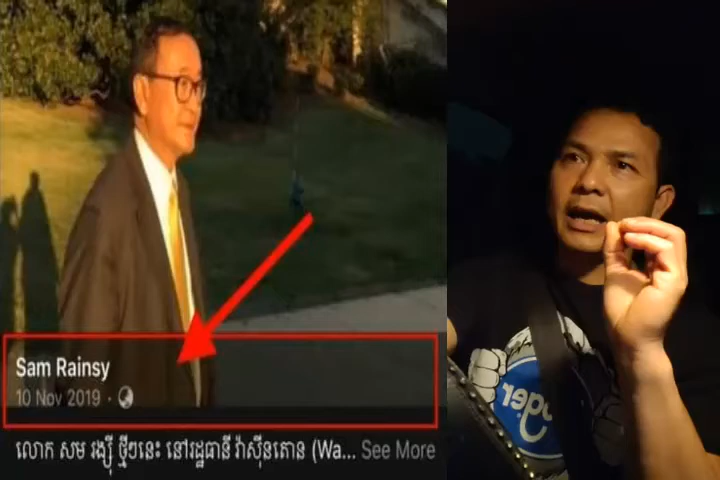 Sam Rainsy
10 Nov 2019 ·
លោក សម រង្ស៊ី ថ្មីៗនេះ នៅរដ្ឋធានី វ៉ាស៊ីនតោន (Wa... See More